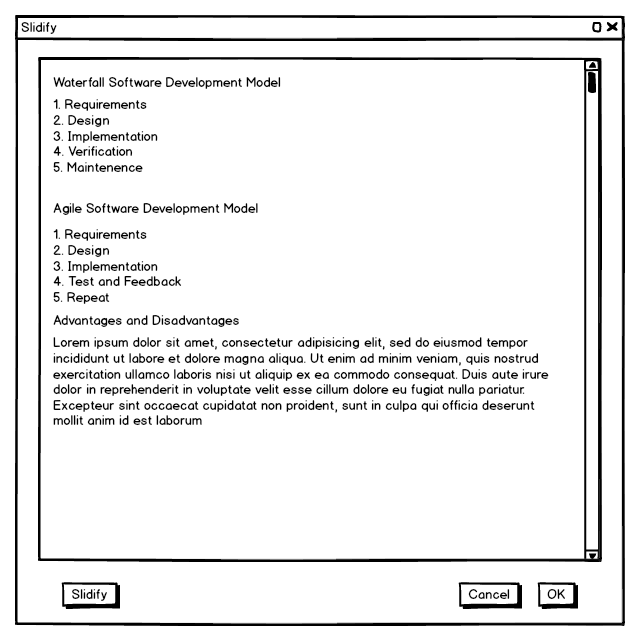 Slidify
Waterfall Software Development Model
1. Requirements
2. Design
3. Implementation
4. Verification
5. Maintenence
Agile Software Development Model
1. Requirements
2. Design
3. Implementation
4. Test and Feedback
5. Repeat
Advantages and Disadvantages
Lorem ipsum dolor sit amet, consectetur adipisicing elit, sed do eiusmod tempor
incididunt ut labore et dolore magna aliqua. Ut enim ad minim veniam, quis nostrud
exercitation ullamco laboris nisi ut aliquip ex ea commodo consequat. Duis aute irure
dolor in reprehenderit in voluptate velit esse cillum dolore eu fugiat nulla pariatur.
Excepteur sint occaecat cupidatat non proident, sunt in culpa qui officia deserunt
mollit anim id est laborum
Slidify
Cancel
OK